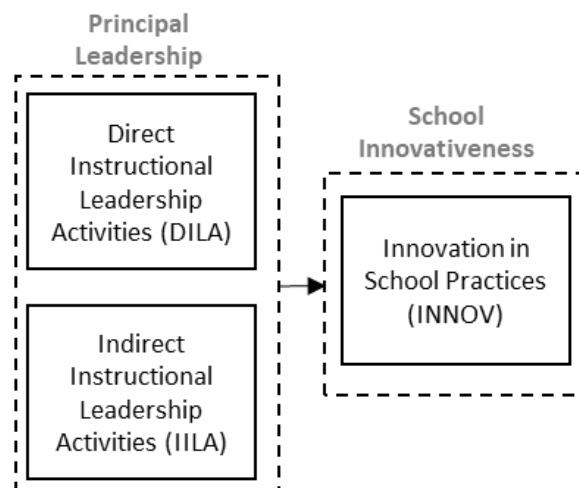 Principal
Leadership
Direct
Instructional
Leadership
Activities (DILA)
Indirect
Instructional
Leadership
Activities (IILA)
School
Innovativeness
Innovation in
School Practices
(INNOV)